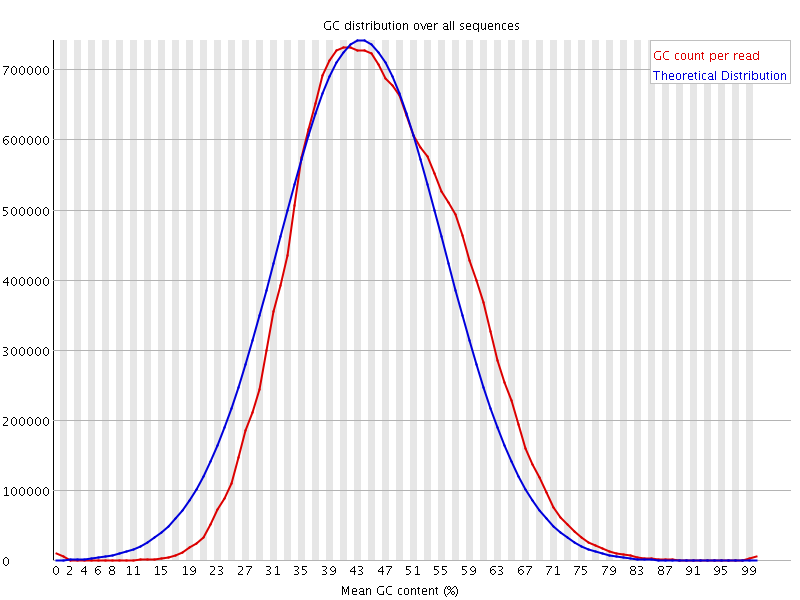 GC distribution over all sequences
GC count per read
Theoretical Distribution
700000
600000
500000
400000
300000
200000
100000
0
0 2 4 6 8 11 15 19 23 27 31 35 39 43 47 51 55 59 63 67 71 75 79 83 87 91 95 99
Mean GC content (%)